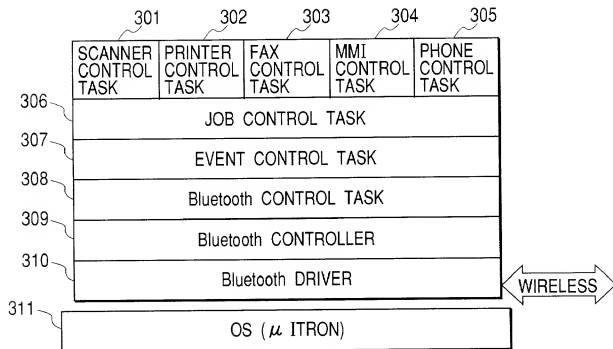 301 302 303 304 305
SCANNER CONTROL TASK
PRINTER CONTROL TASK
FAX CONTROL TASK
MMI CONTROL TASK
PHONE CONTROL TASK
306 JOB CONTROL TASK
307 EVENT CONTROL TASK
308 Bluetooth CONTROL TASK
309 Bluetooth CONTROLLER
310 Bluetooth DRIVER WIRELESS
311 OS (μ ITRON)